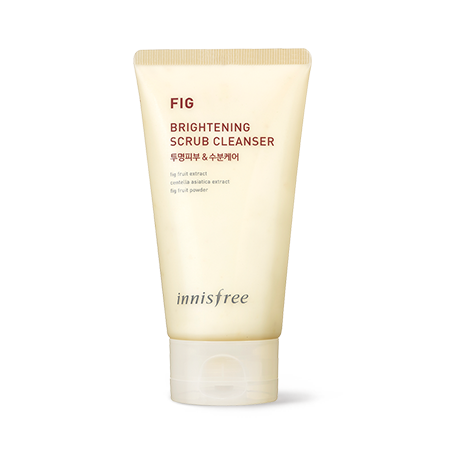 FIG
BRIGHTENING
SCRUB CLEANSER
투명피부 & 수분케어
fig fruit extract
centella asiatica extract
fig fruit powder
innisfree